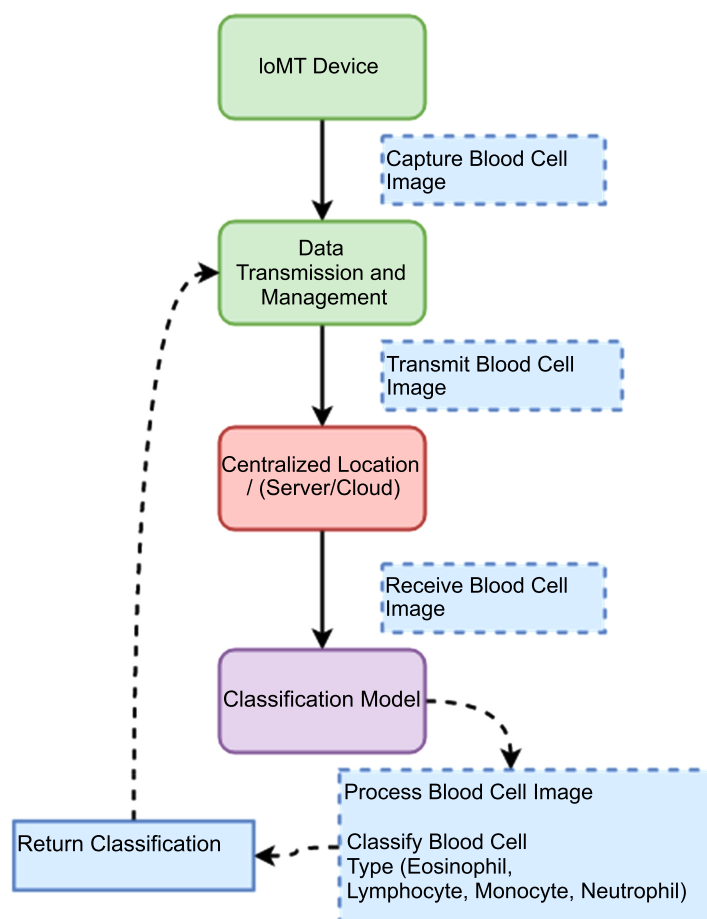 IoMT Device
Capture Blood Cell
Image
Data
Transmission and
Management
Transmit Blood Cell
Image
Centralized Location
/ (Server/Cloud)
Receive Blood Cell
Image
Classification Model
Process Blood Cell Image
Classify Blood Cell
Type (Eosinophil,
Lymphocyte, Monocyte, Neutrophil)
Return Classification